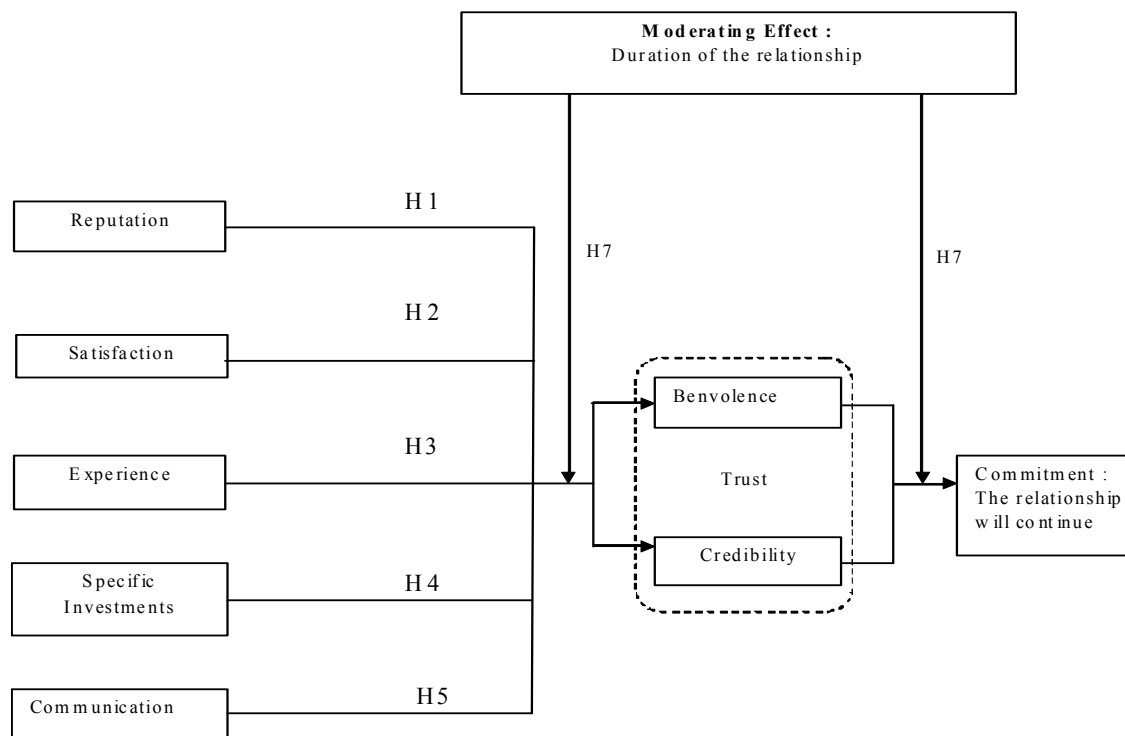 Moderating Effect :
Duration of the relationship
H1
Reputation
H7
H7
H2
Satisfaction
Benvolence
H3
Experience
Trust
Commitment :
The relationship
will continue
Credibility
H4
Specific
Investments
H5
Communication